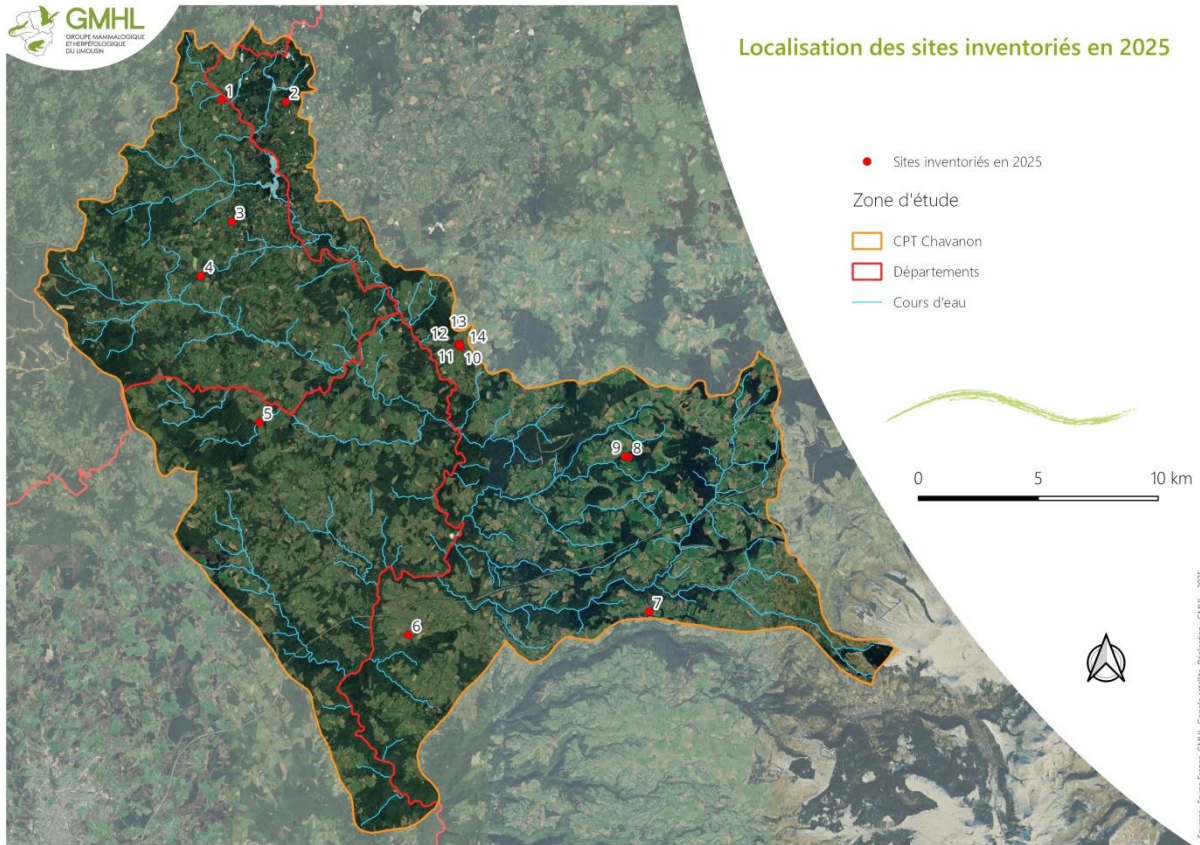 GMHL
GROUPE MAMMALOGIQUE
ET HERPÉTOLOGIQUE
DU LIMOUSIN
Localisation des sites inventoriés en 2025
Sites inventoriés en 2025
Zone d'étude
CPT Chavanon
Départements
Cours d'eau
0 5 10 km
1
2
3
4
13
12 14
11 10
5
9 8
7
6